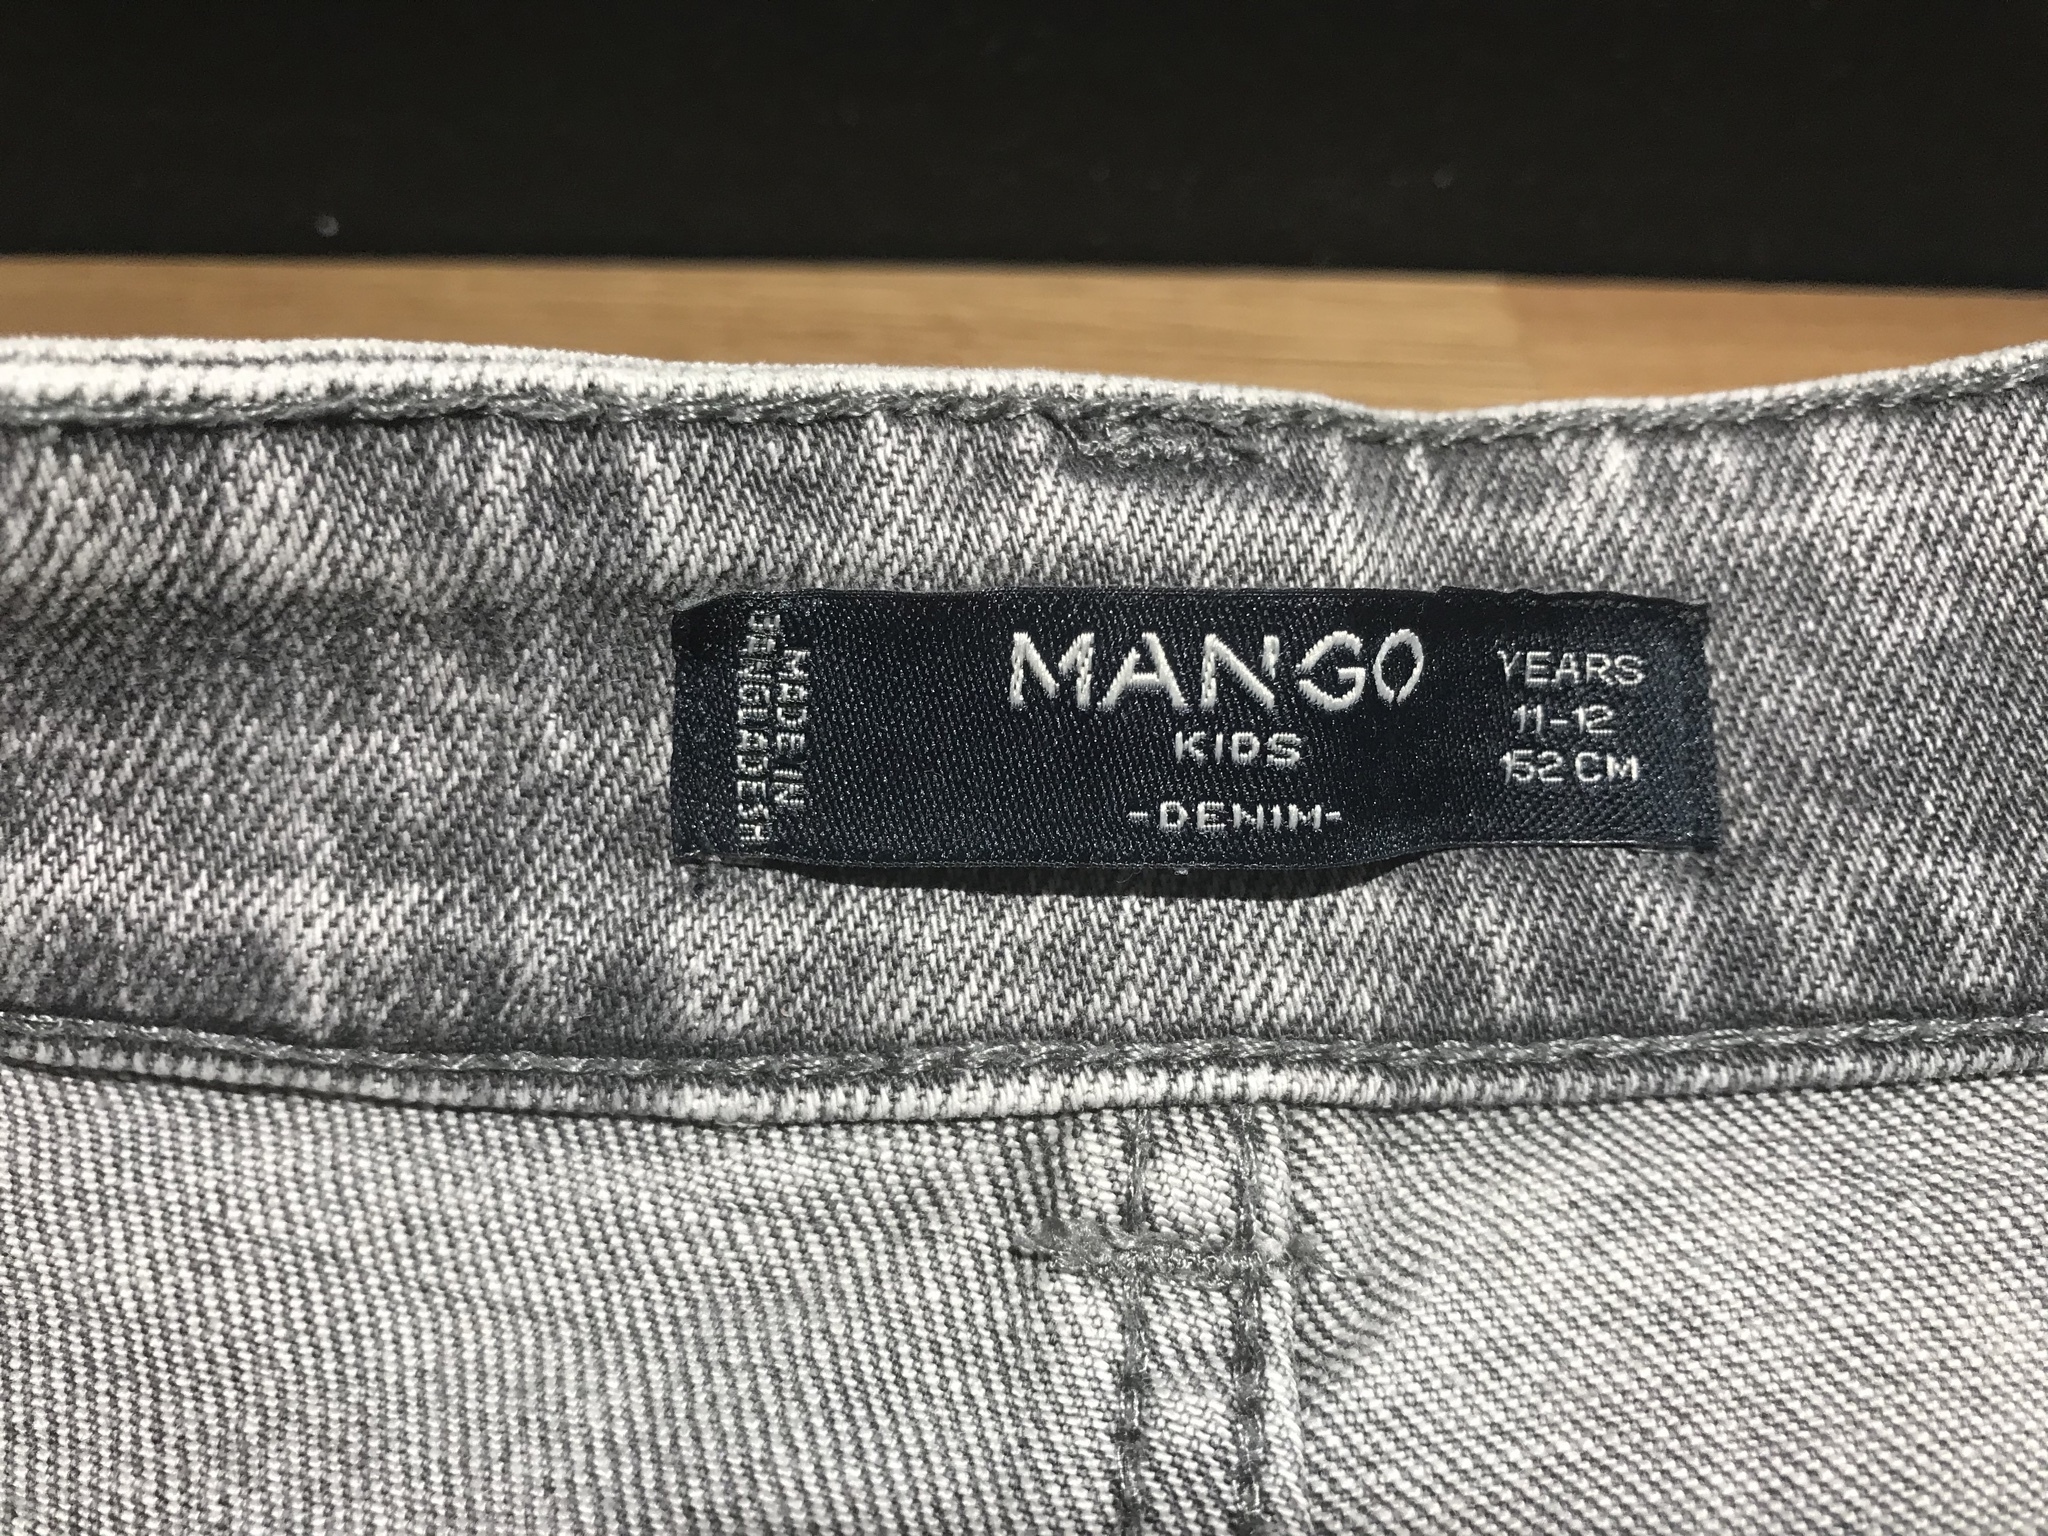 MADE IN
BANGLADESH
MANGO
KIDS
-DENIM-
YEARS
11-12
152 CM